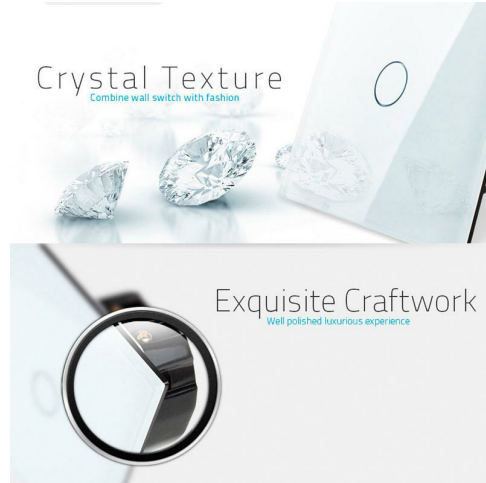 Crystal Texture
Combine wall switch with fashion
Exquisite Craftwork
Well polished luxurious experience